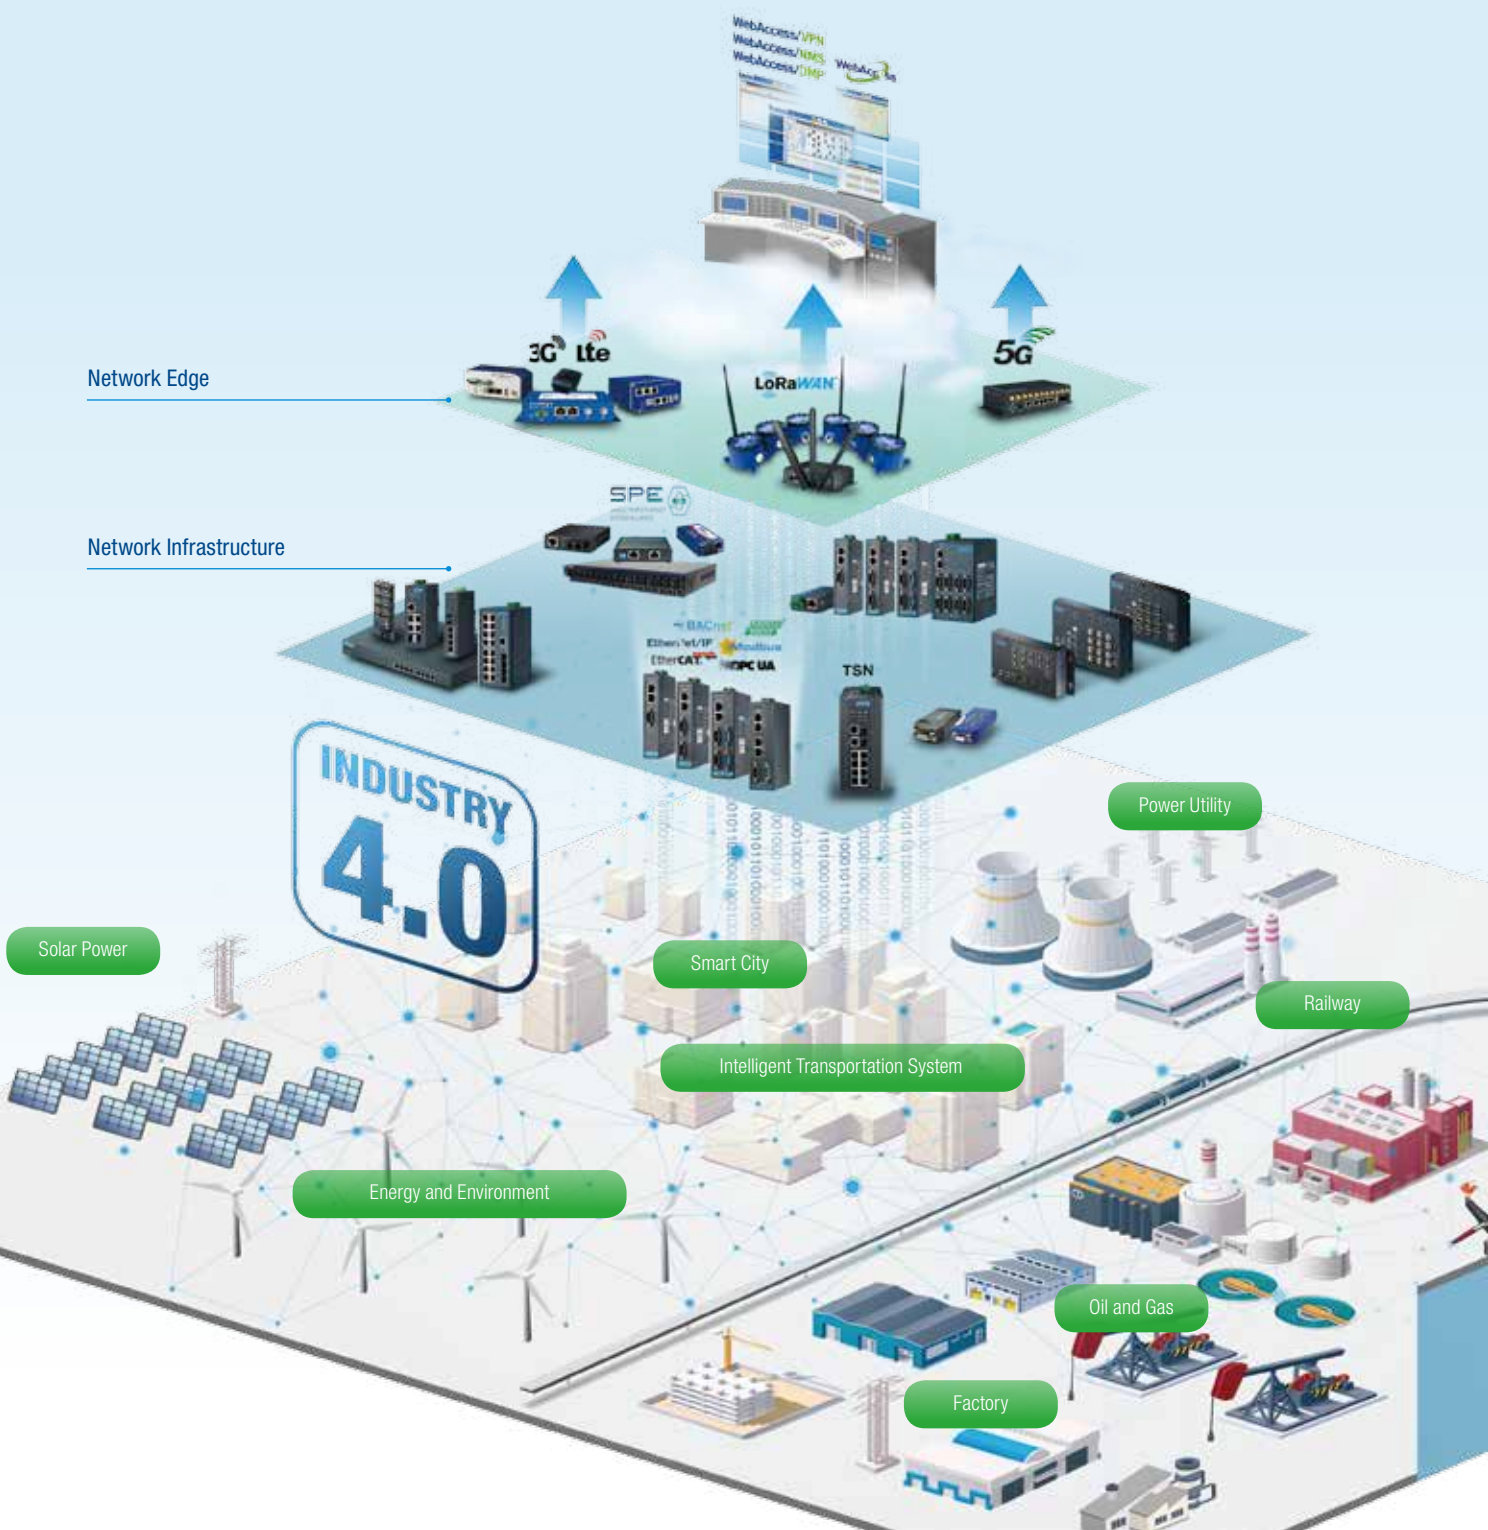 WebAccess/VPN
WebAccess/NMS
WebAccess/DMP
WebAccess
3G Lte
5G
LoRaWAN
Network Edge
SPE
Network Infrastructure
BACnet
EtherNet/IP Modbus
EtherCAT OPC UA
TSN
INDUSTRY
4.0
Power Utility
Solar Power
Smart City
Railway
Intelligent Transportation System
Energy and Environment
Oil and Gas
Factory